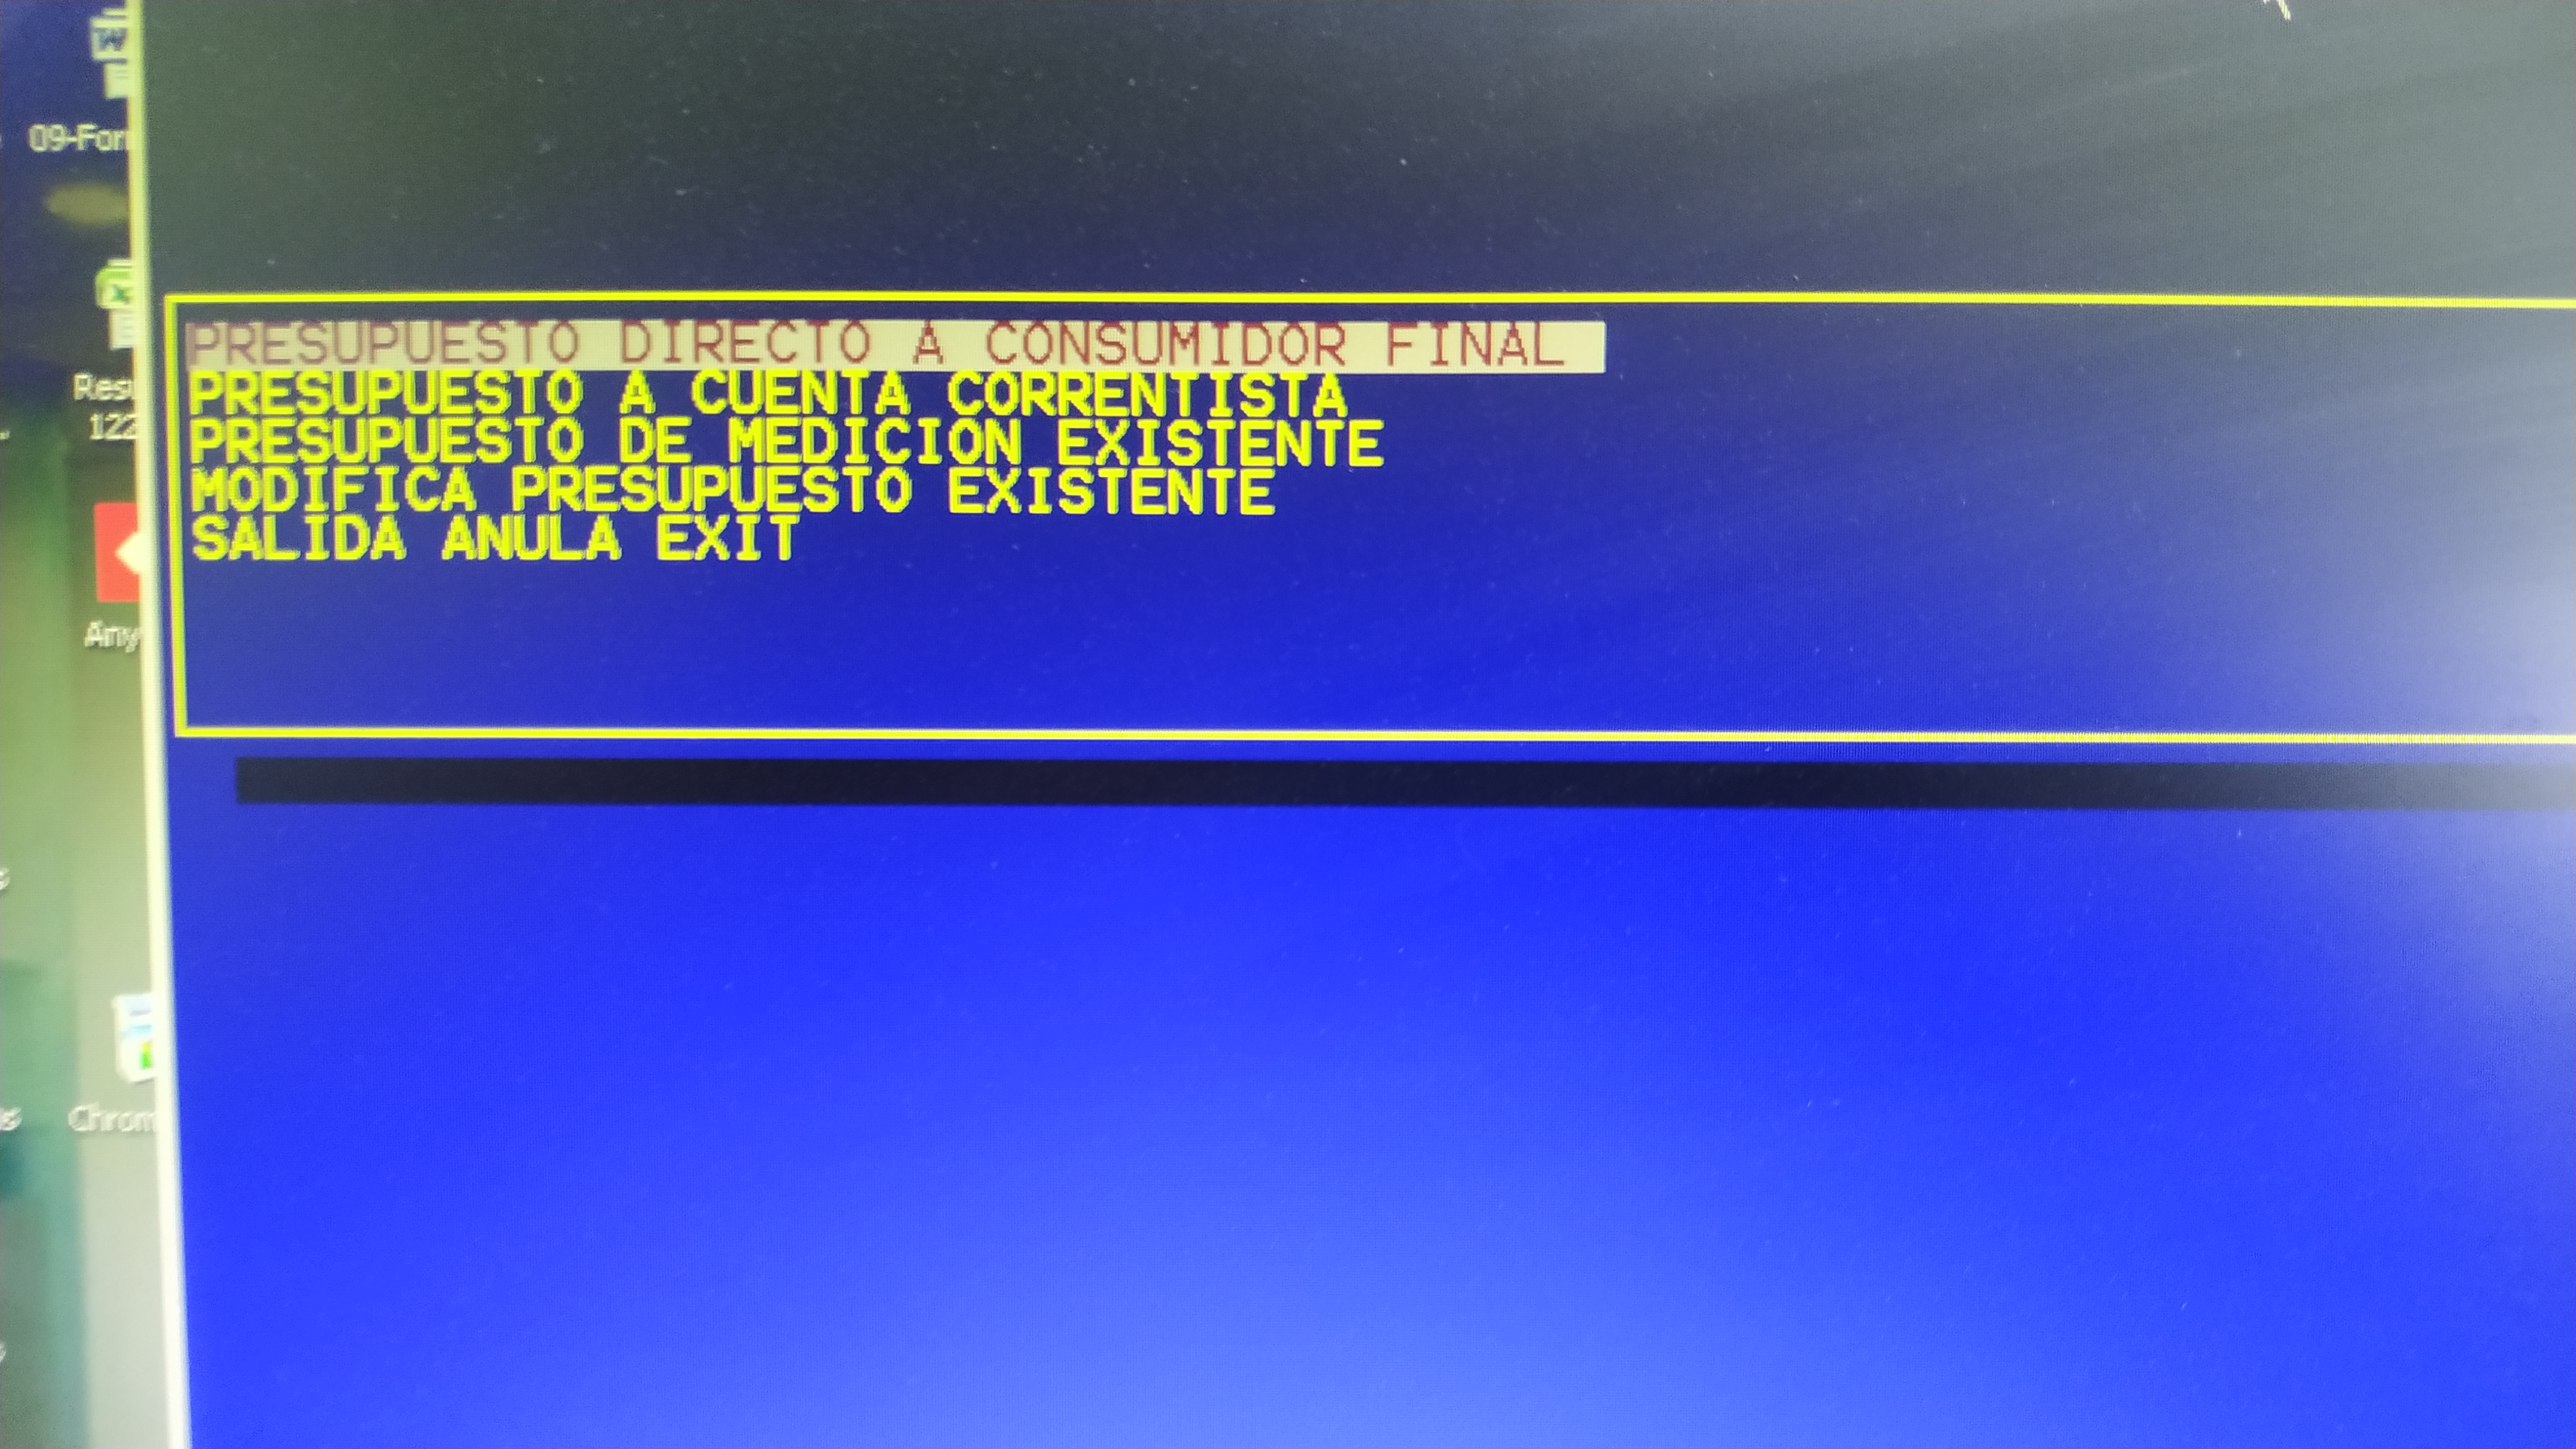 W
09-For
PRESUPUESTO DIRECTO A CONSUMIDOR FINAL
PRESUPUESTO A CUENTA CORRENTISTA
PRESUPUESTO DE MEDICION EXISTENTE
MODIFICA PRESUPUESTO EXISTENTE
SALIDA ANULA EXIT
Resu
122
Any
Chrom